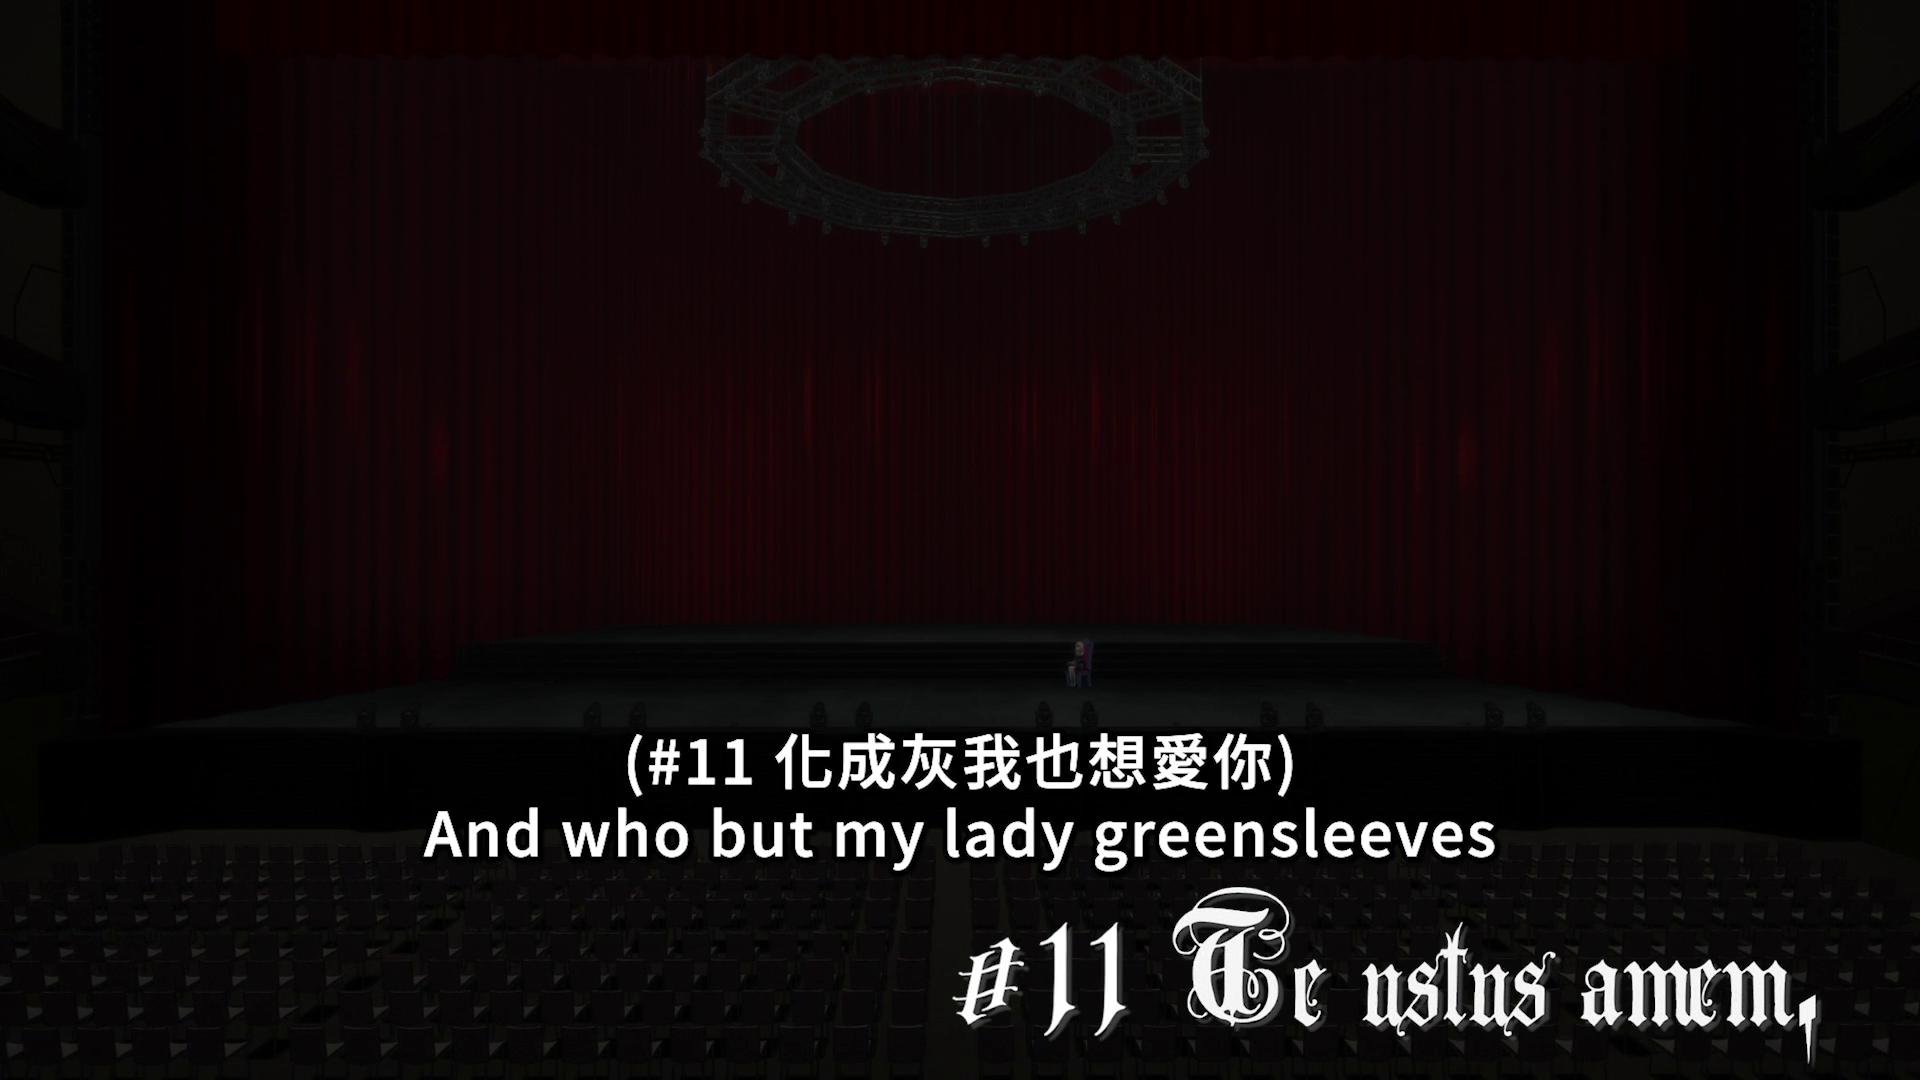 (#11 化成灰我也想愛你)
And who but my lady greensleeves
#11 Te ustus amem,